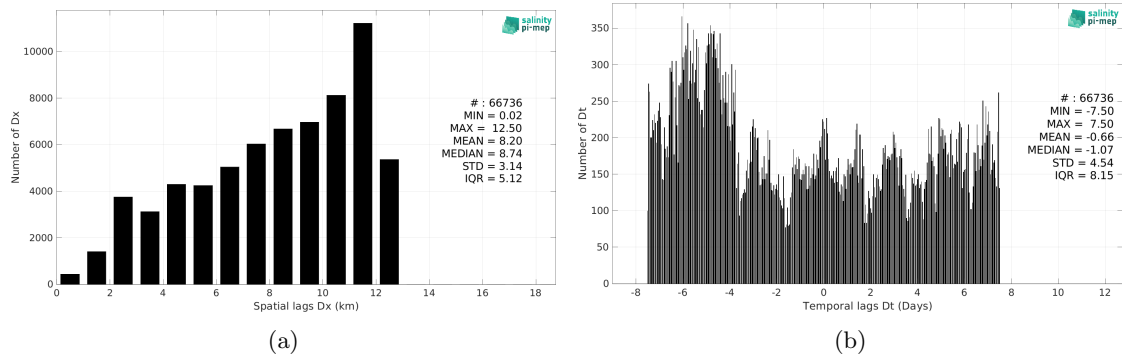 salinity
pi-mep
10000
8000
6000
4000
2000
0
Number of Dx
# : 66736
MIN = 0.02
MAX = 12.50
MEAN = 8.20
MEDIAN = 8.74
STD = 3.14
IQR = 5.12
0 2 4 6 8 10 12 14 16 18
Spatial lags Dx (km)
(a)
salinity
pi-mep
350
300
250
200
150
100
50
0
Number of Dt
# : 66736
MIN = -7.50
MAX = 7.50
MEAN = -0.66
MEDIAN = -1.07
STD = 4.54
IQR = 8.15
-8 -6 -4 -2 0 2 4 6 8 10 12
Temporal lags Dt (Days)
(b)